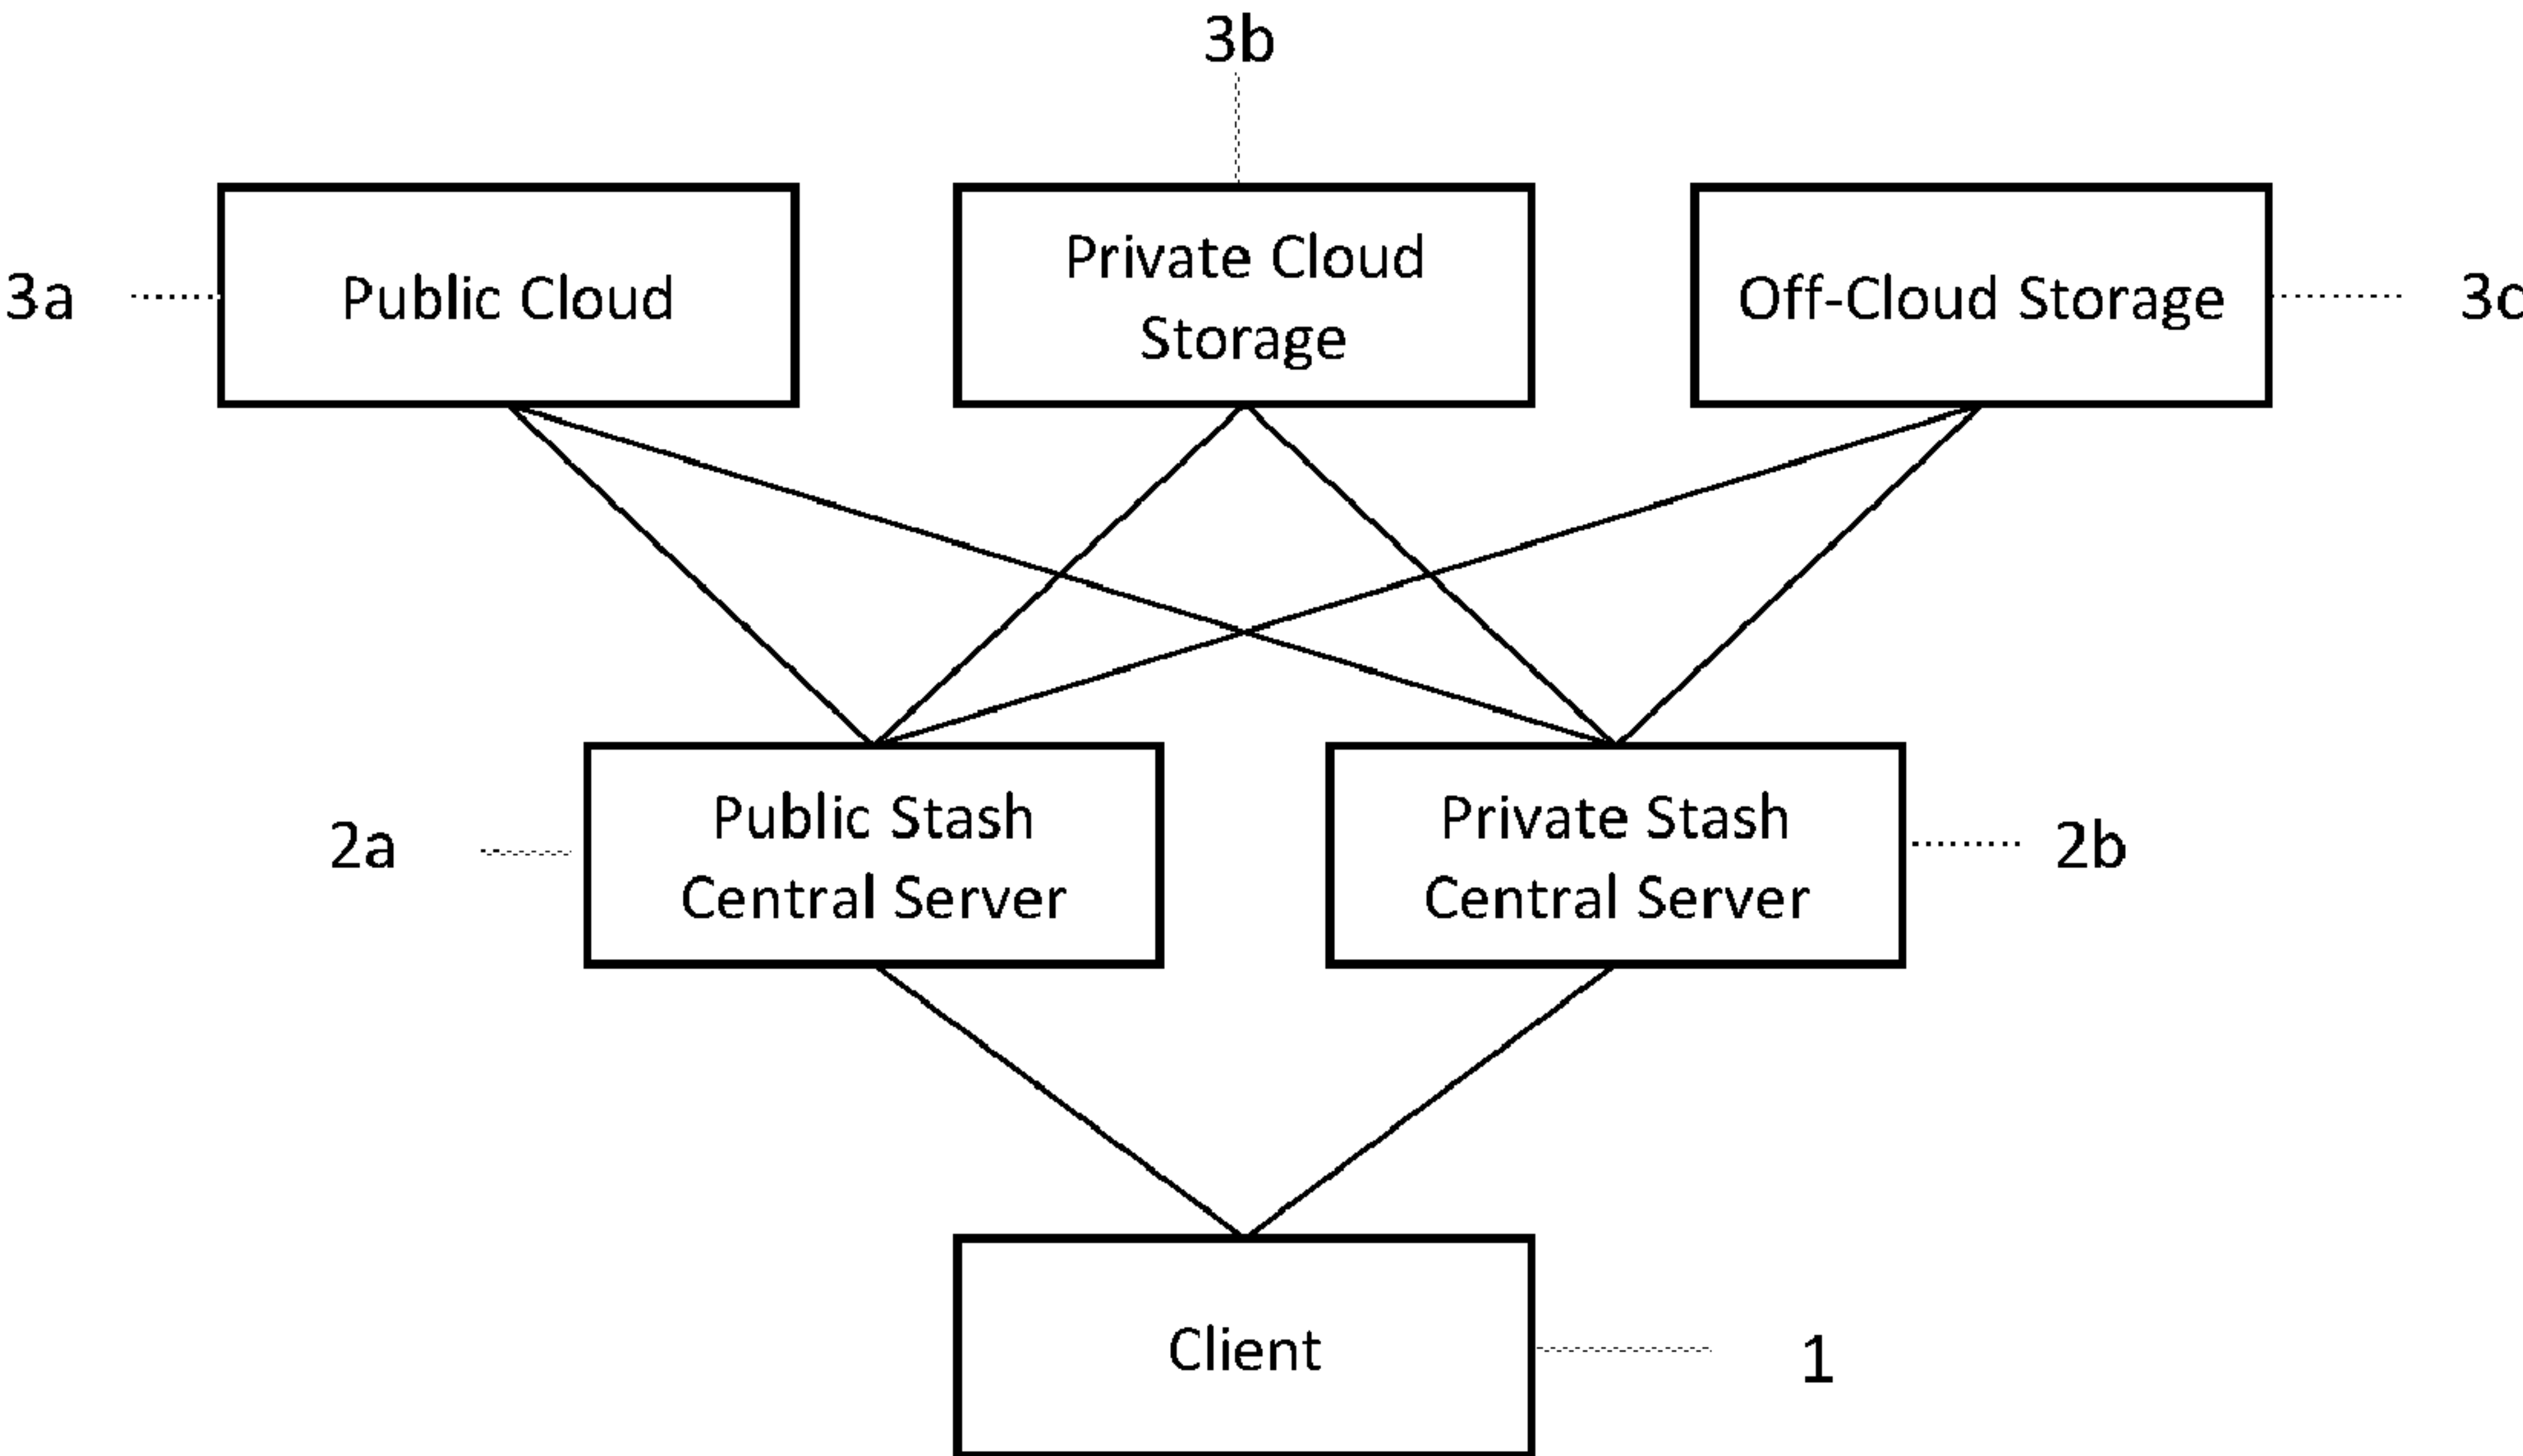 3b
3a
Public Cloud
Private Cloud
Storage
Off-Cloud Storage
3c
2a
Public Stash
Central Server
Private Stash
Central Server
2b
Client
1